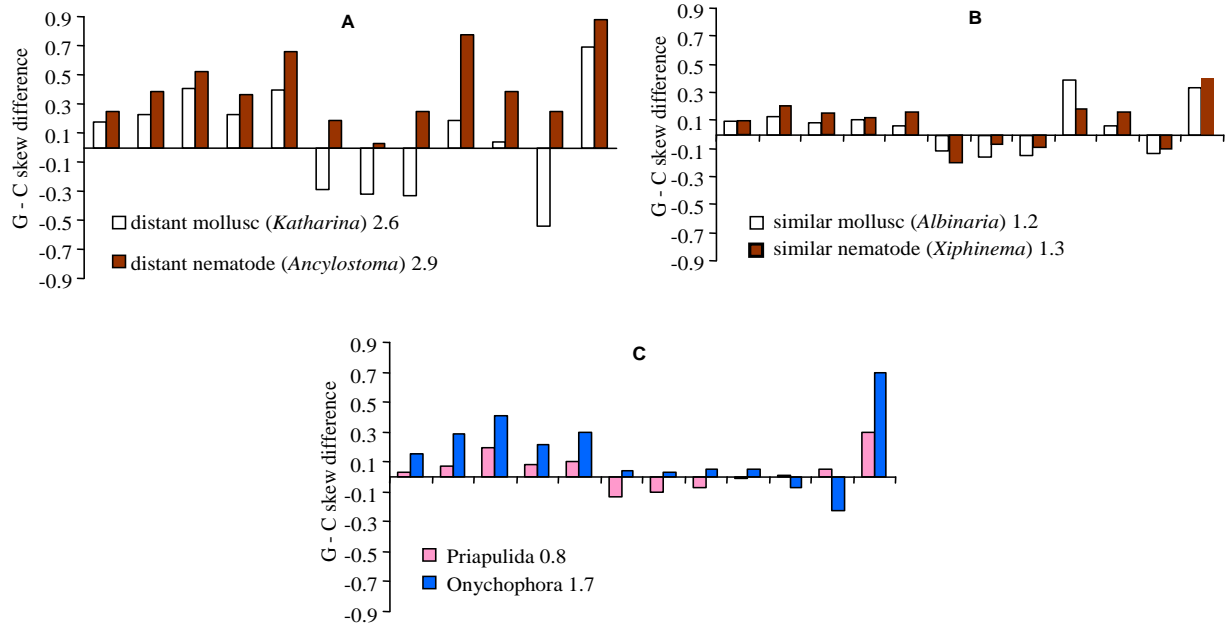 A
G - C skew difference
0.9
0.7
0.5
0.3
0.1
-0.1
-0.3
-0.5
-0.7
-0.9
distant mollusc (Katharina) 2.6
distant nematode (Ancylostoma) 2.9
B
G - C skew difference
0.9
0.7
0.5
0.3
0.1
-0.1
-0.3
-0.5
-0.7
-0.9
similar mollusc (Albinaria) 1.2
similar nematode (Xiphinema) 1.3
C
G - C skew difference
0.9
0.7
0.5
0.3
0.1
-0.1
-0.3
-0.5
-0.7
-0.9
Priapulida 0.8
Onychophora 1.7